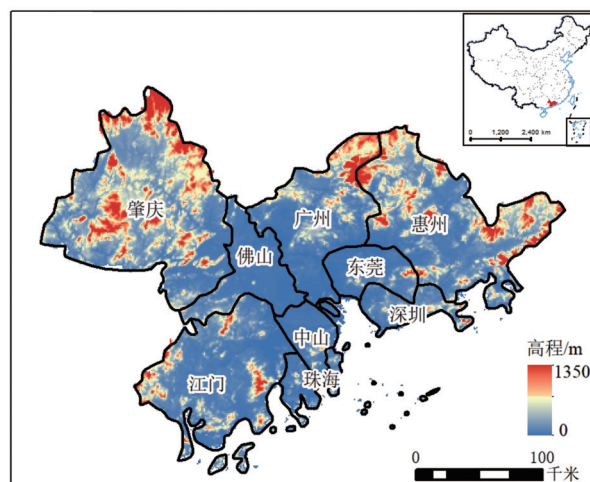 0 1,200 2,400 km
肇庆
广州
惠州
佛山
东莞
深圳
中山
江门
珠海
高程/m
1350
0
0 100
千米